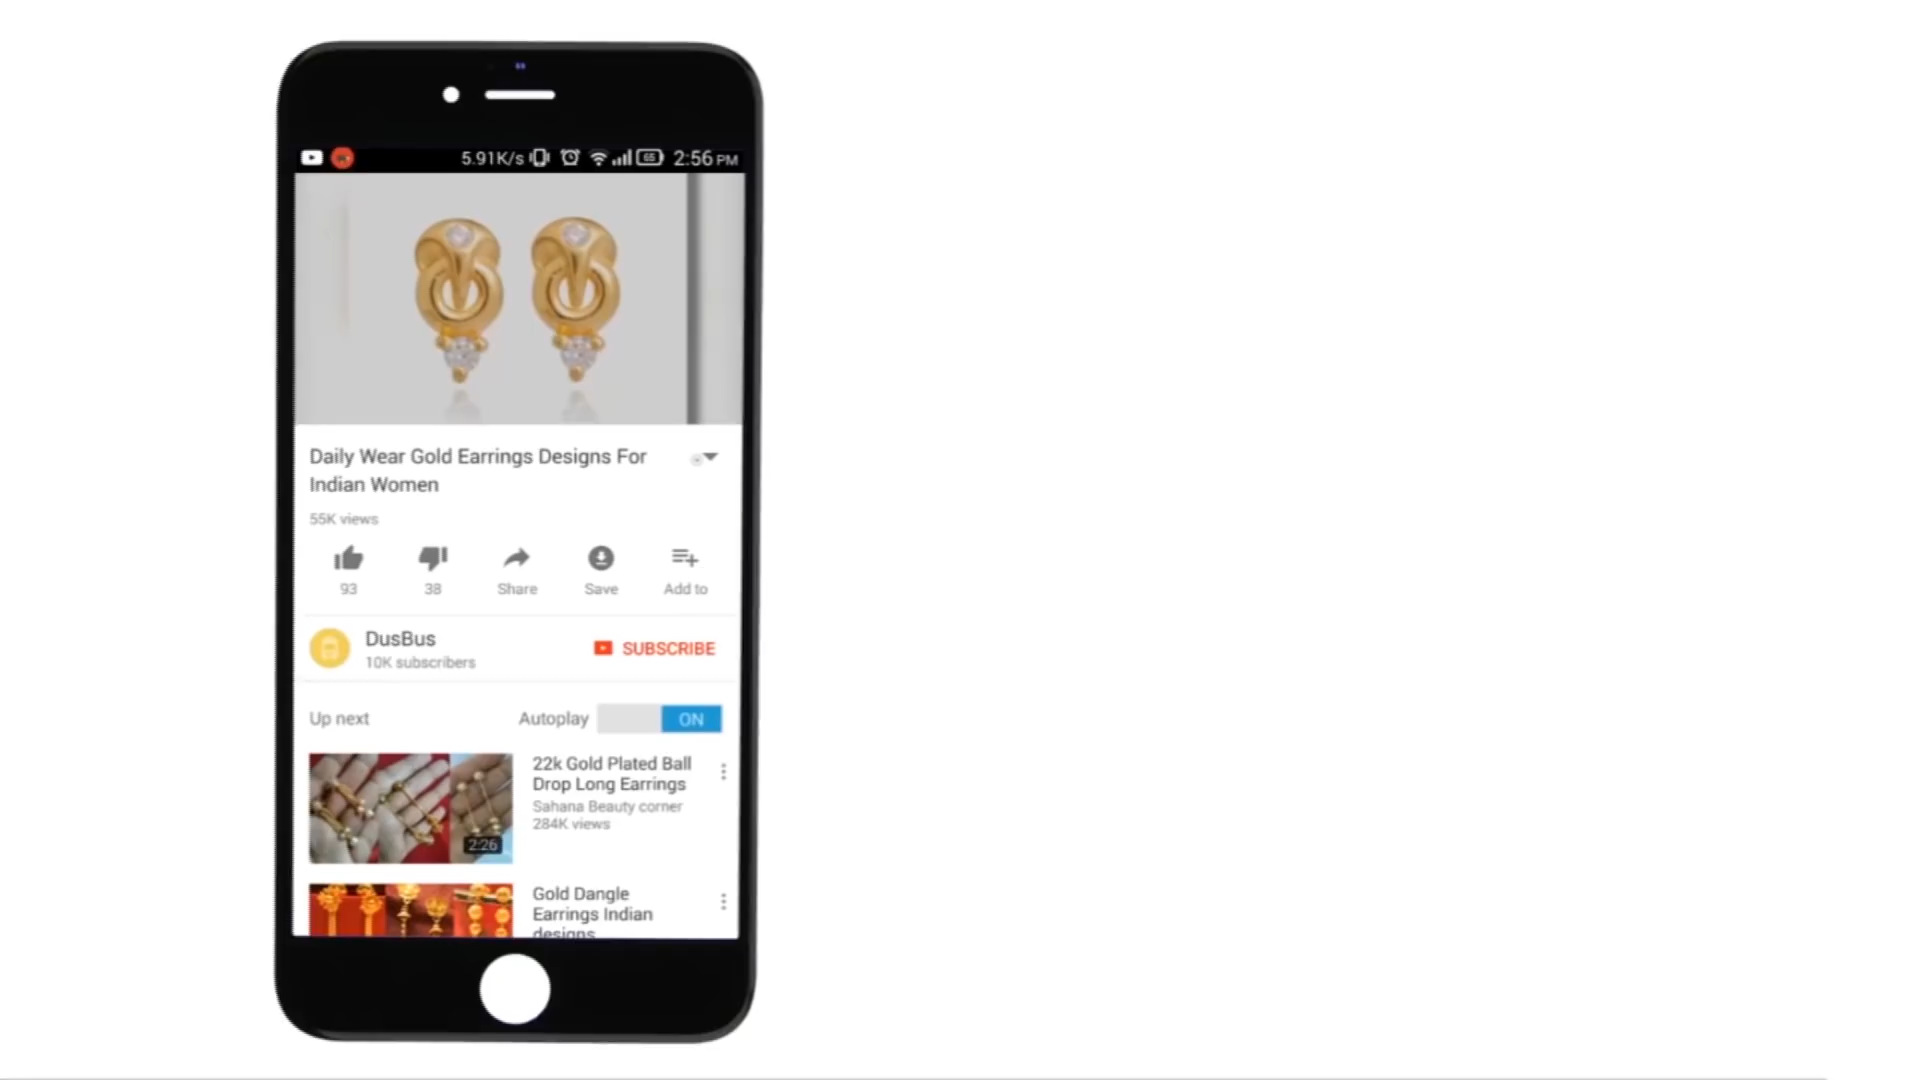 5.91K/s 65 2:56 PM
Daily Wear Gold Earrings Designs For
Indian Women
55K views
93 38 Share Save Add to
DusBus
10K subscribers
SUBSCRIBE
Up next Autoplay ON
22k Gold Plated Ball
Drop Long Earrings
Sahana Beauty corner
284K views
2:26
Gold Dangle
Earrings Indian
designs